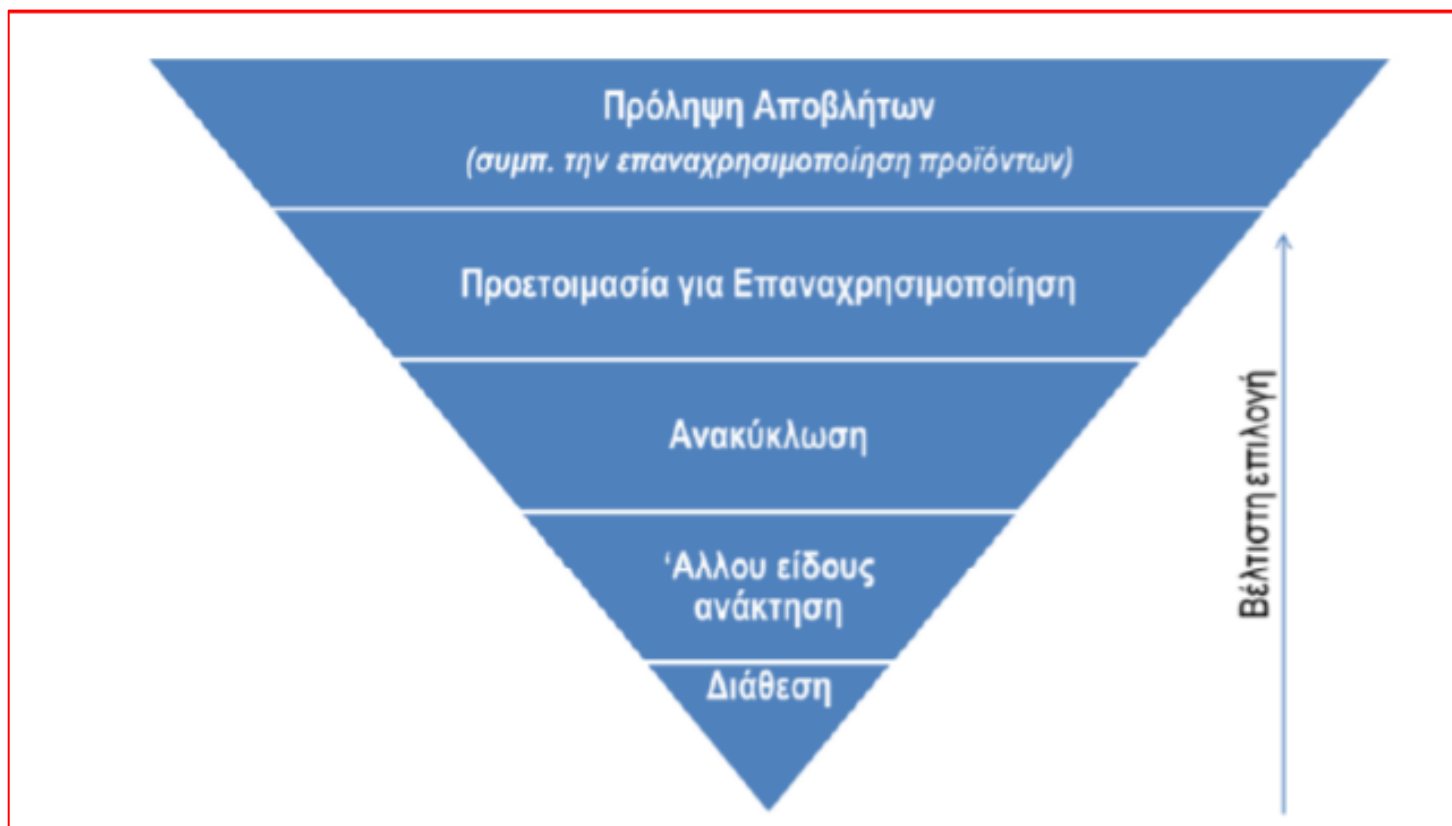 Πρόληψη Αποβλήτων
(συμπ. την επαναχρησιμοποίηση προϊόντων)
Προετοιμασία για Επαναχρησιμοποίηση
Ανακύκλωση
‘Αλλου είδους
ανάκτηση
Διάθεση
Βέλτιστη επιλογή